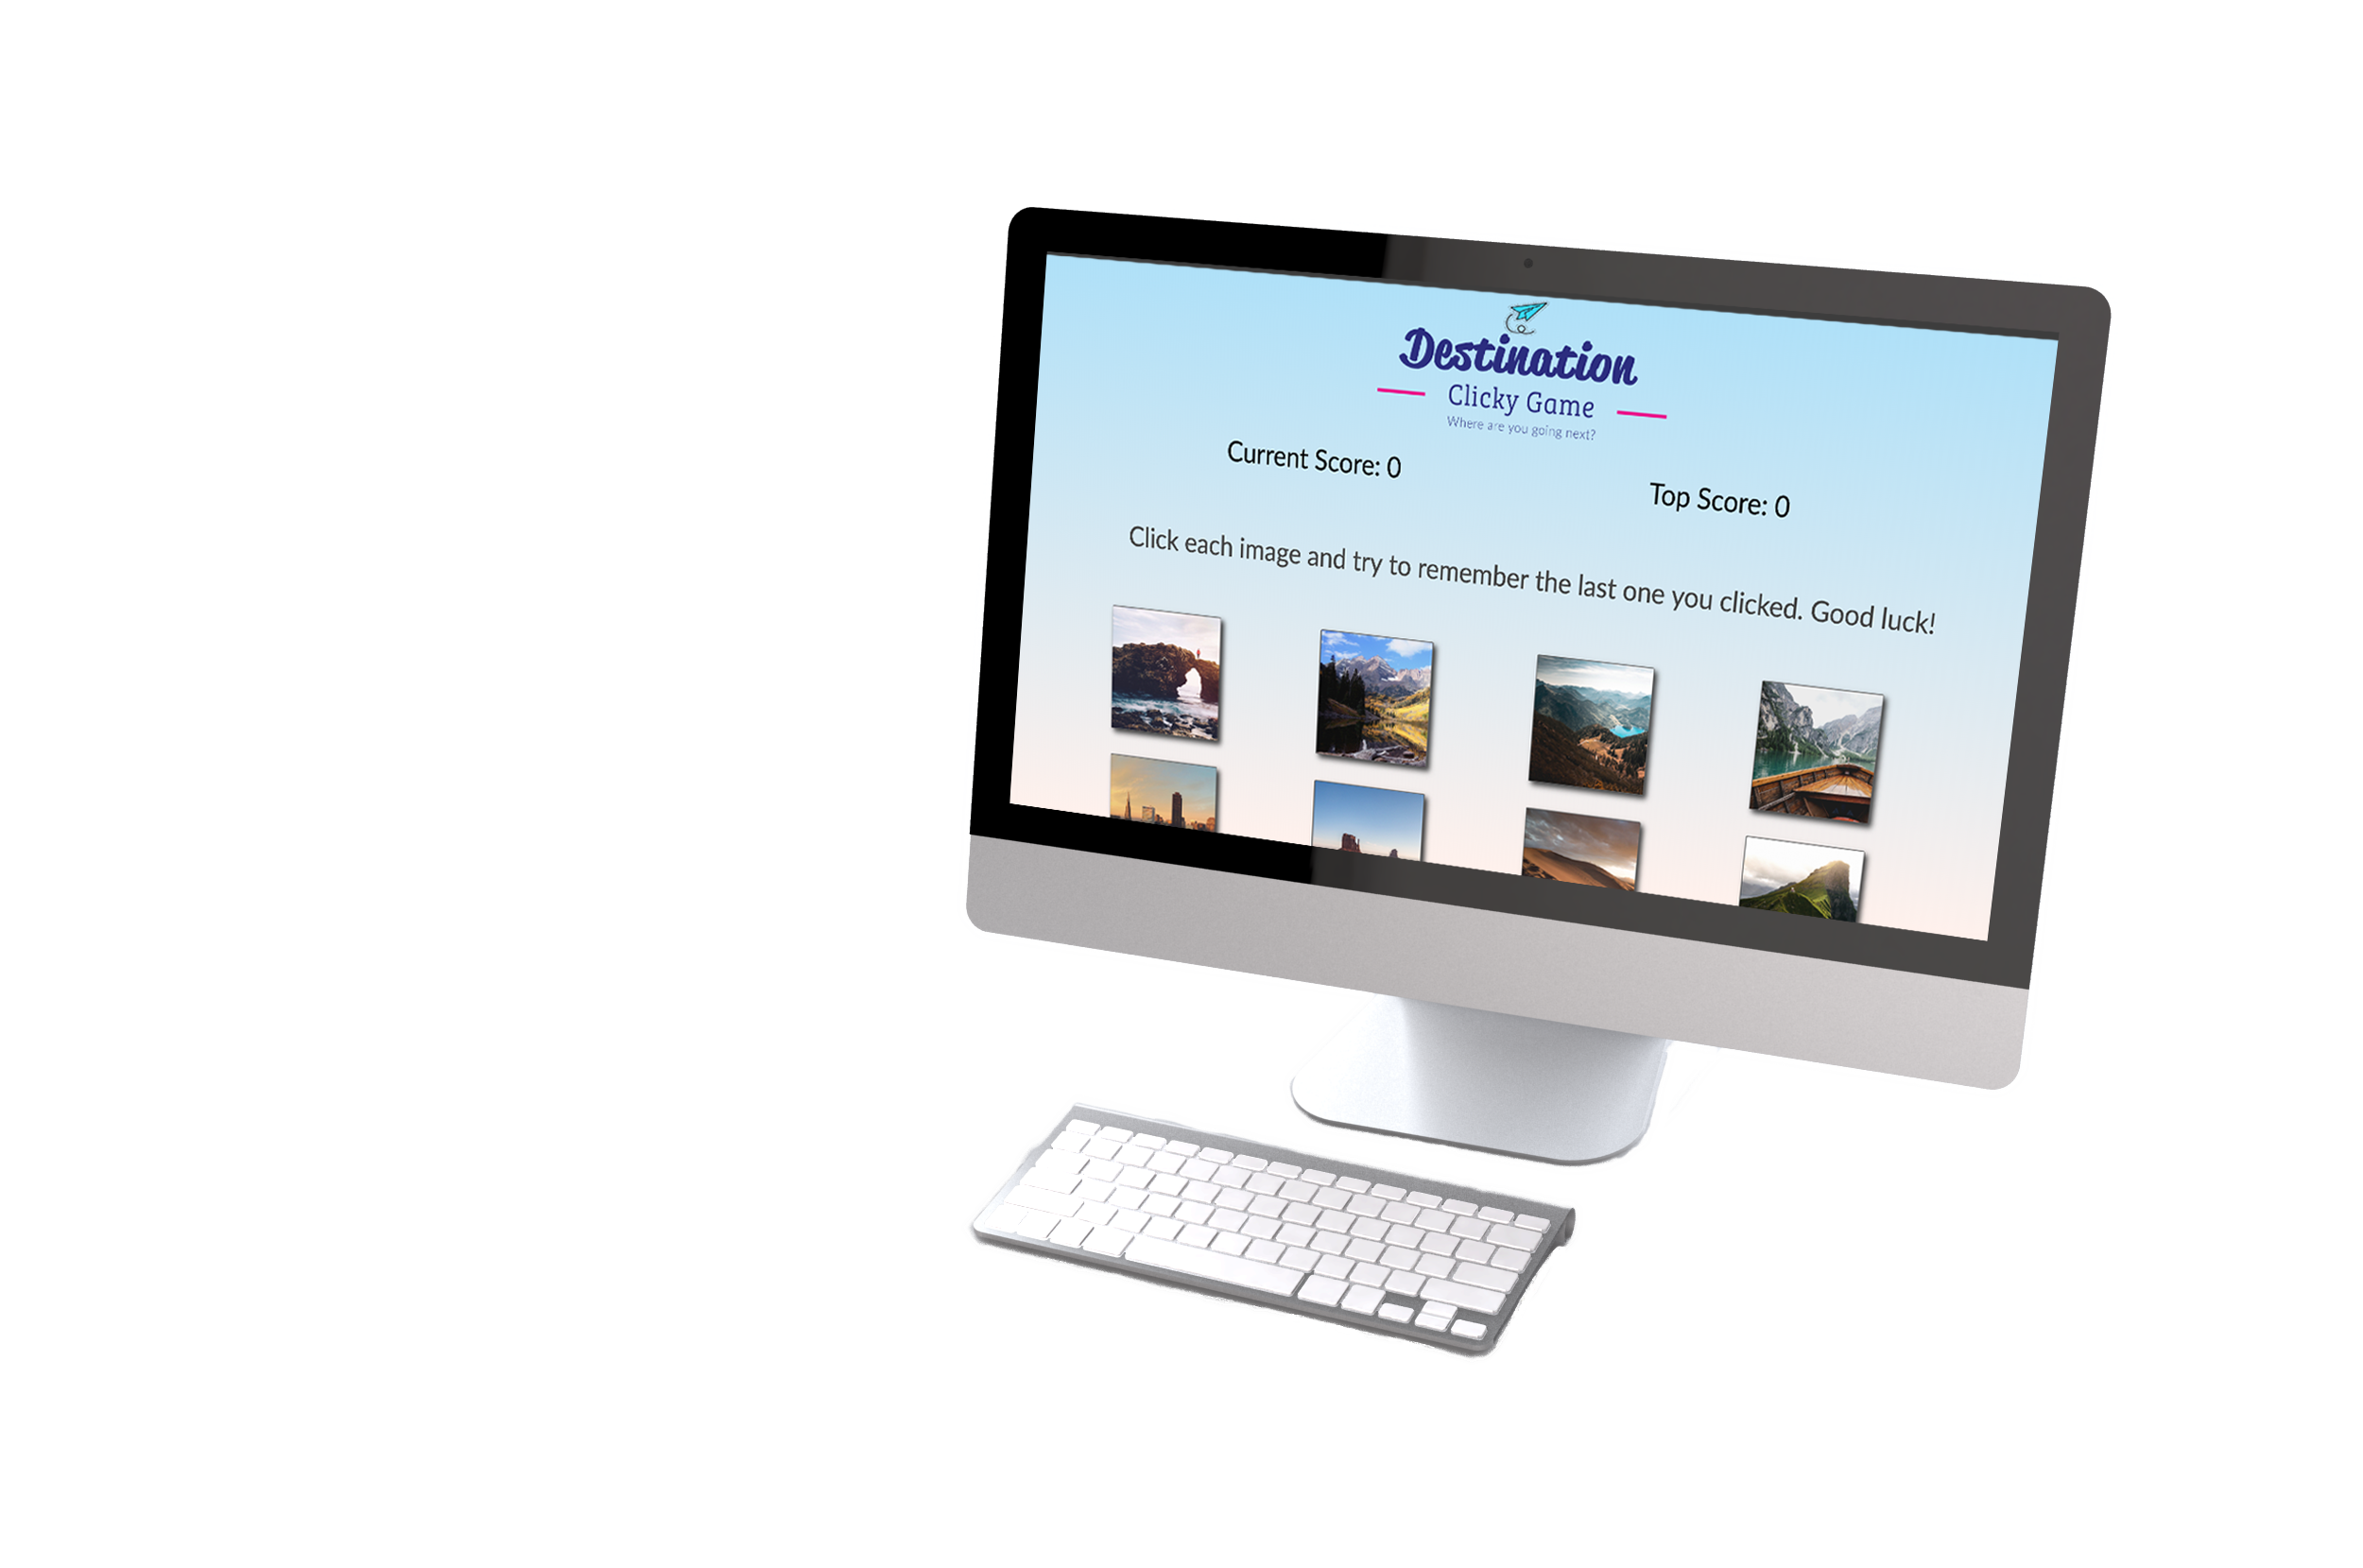 Destination
Clicky Game
Where are you going next?
Current Score: 0
Top Score: 0
Click each image and try to remember the last one you clicked. Good luck!